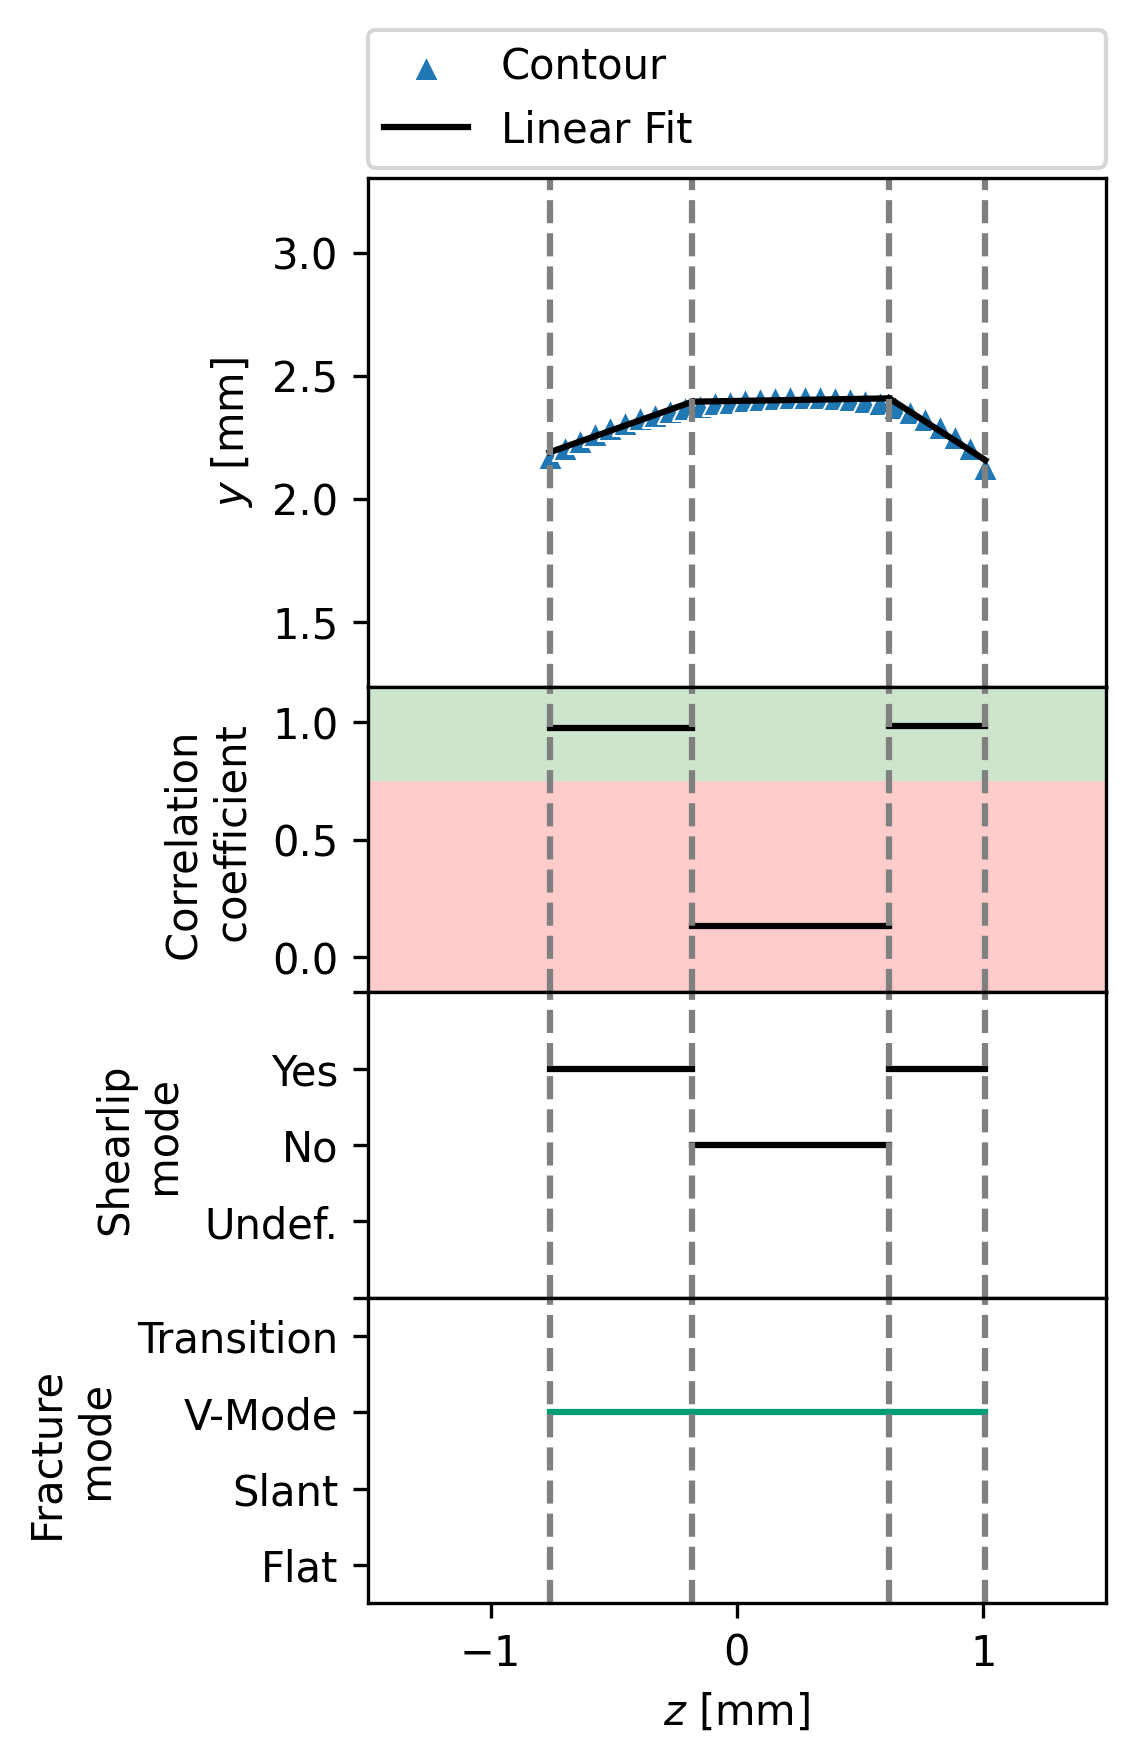 Contour
Linear Fit
3.0
2.5
2.0
1.5
y [mm]
1.0
0.5
0.0
Correlation
coefficient
Yes
No
Undef.
Shearlip
mode
Transition
V-Mode
Slant
Flat
Fracture
mode
−1 0 1
z [mm]